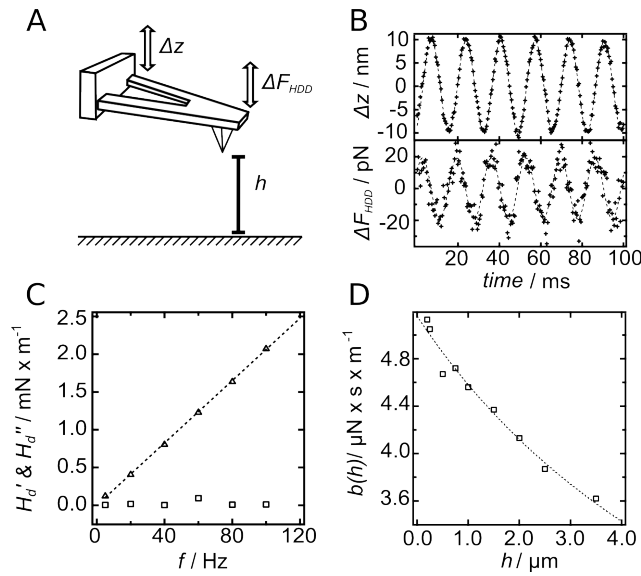 A
Δz
ΔF_HDD
h
B
Δz / nm
10
5
0
-5
-10
ΔF_HDD / pN
20
0
-20
20 40 60 80 100
time / ms
C
H_d' & H_d'' / mN x m⁻¹
2.5
2.0
1.5
1.0
0.5
0.0
0 40 80 120
f / Hz
D
b(h)/ μN x s x m⁻¹
4.8
4.6
4.0
3.6
0.0 1.0 2.0 3.0 4.0
h / μm